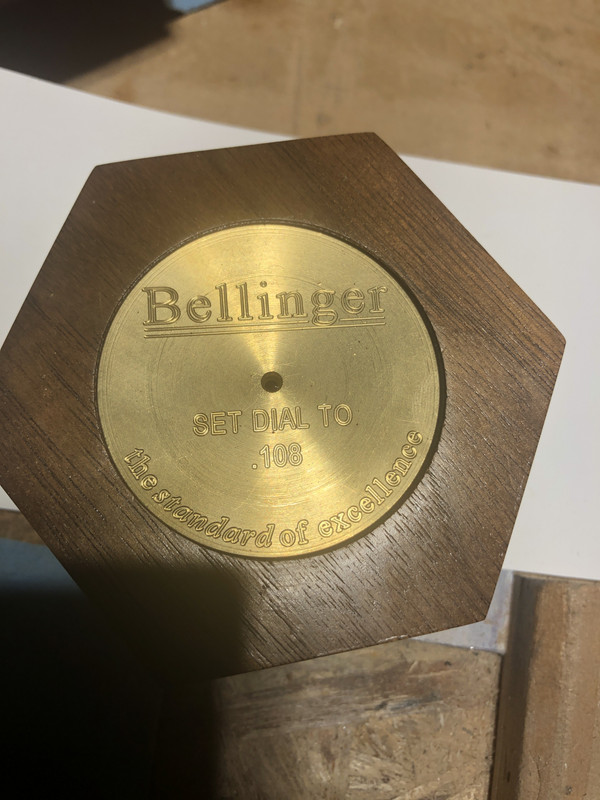 Bellinger
SET DIAL TO
.108
the standard of excellence